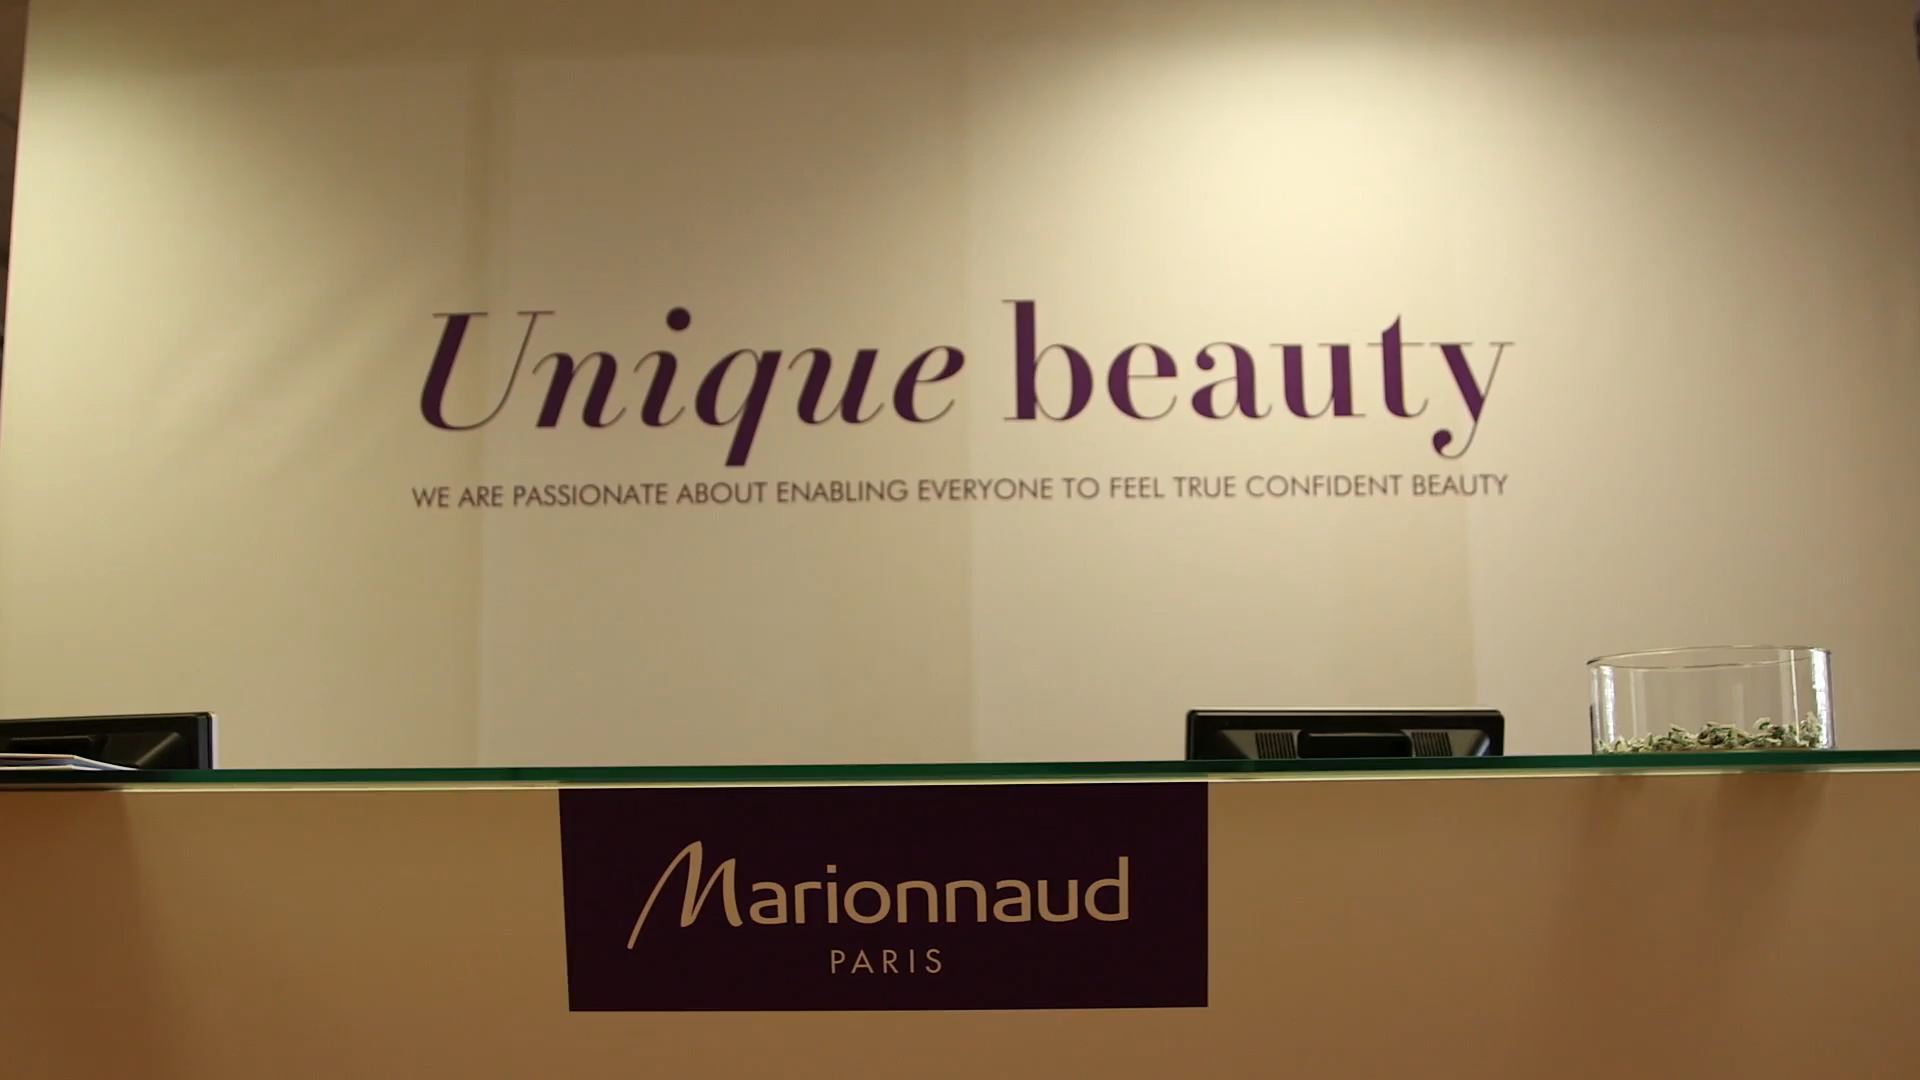 Unique beauty
WE ARE PASSIONATE ABOUT ENABLING EVERYONE TO FEEL TRUE CONFIDENT BEAUTY
Marionnaud
PARIS